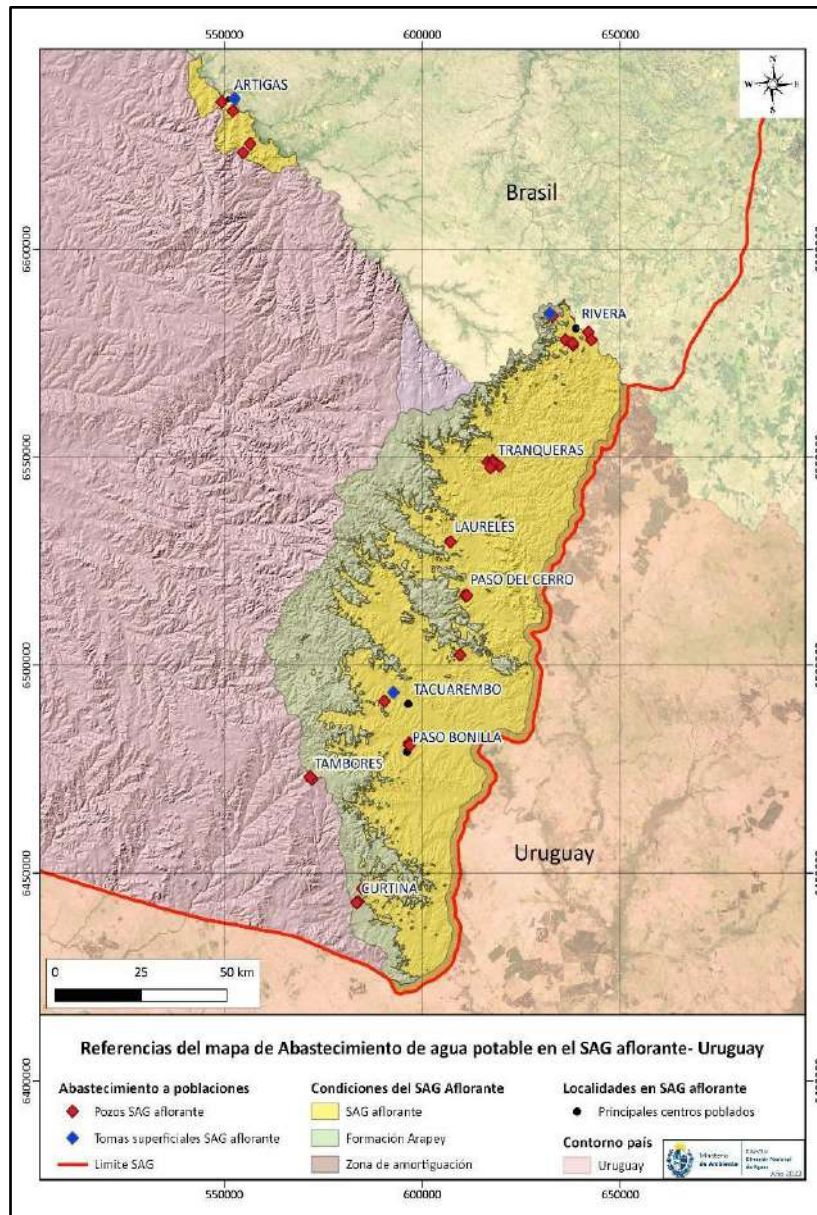 550000 600000 650000
ARTIGAS
N
W E
S
Brasil
6600000
RIVERA
6550000
TRANQUERAS
LAURELES
PASO DEL CERRO
6500000
TACUAREMBO
PASO BONILLA
TAMBORES
Uruguay
6450000
CURTINA
0 25 50 km
Referencias del mapa de Abastecimiento de agua potable en el SAG aflorante- Uruguay
Abastecimiento a poblaciones
Pozos SAG aflorante
Tomas superficiales SAG aflorante
Limite SAG
Condiciones del SAG Aflorante
SAG aflorante
Formación Arapey
Zona de amortiguación
Localidades en SAG aflorante
Principales centros poblados
Contorno país
Uruguay
Ministerio
de Ambiente
Dirección Nacional
de Agua
6400000
550000 600000 650000